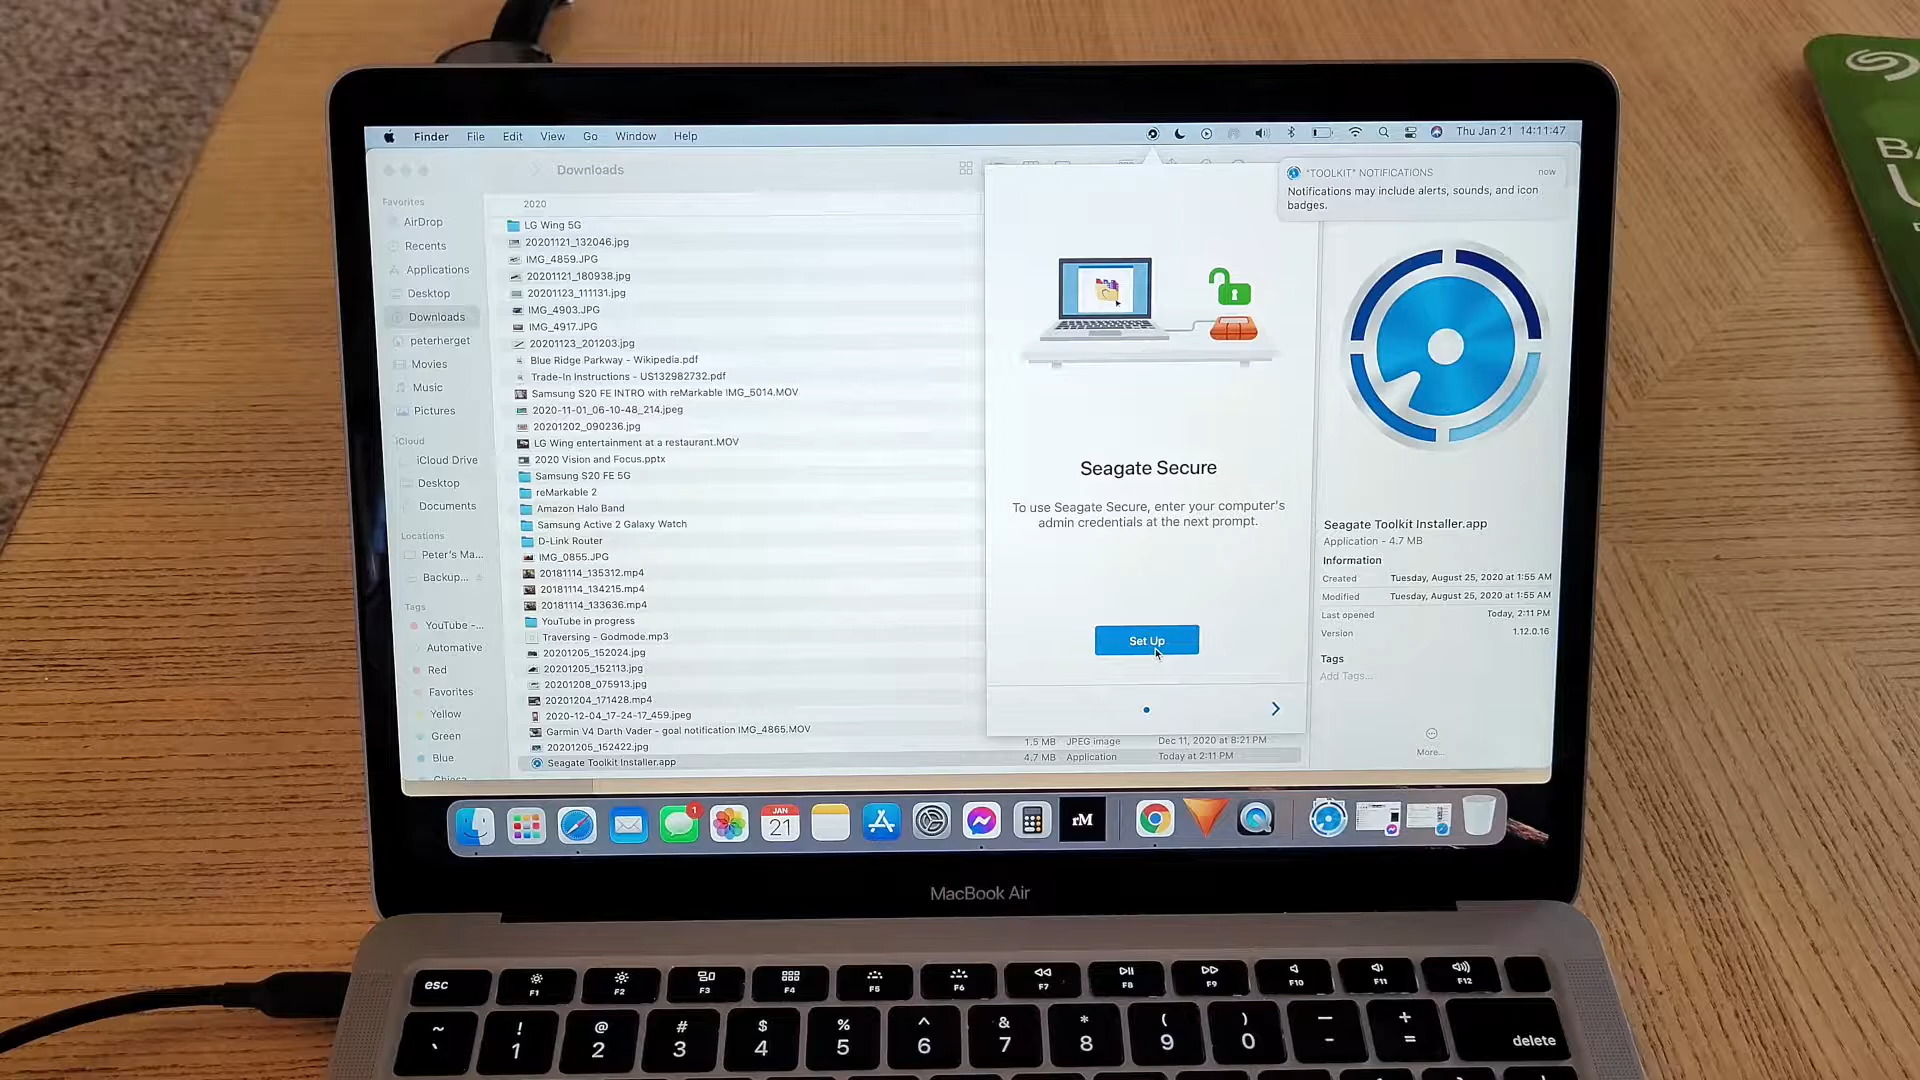 Finder File Edit View Go Window Help
Thu Jan 21 14:11:47
Downloads
Favorites
AirDrop
Recents
Applications
Desktop
Downloads
peterherget
Movies
Music
Pictures
iCloud
iCloud Drive
Desktop
Documents
Locations
Peter's Ma...
Backup...
Tags
YouTube -...
Automative
Red
Favorites
Yellow
Green
Blue
2020
LG Wing 5G
20201121_132046.jpg
IMG_4859.JPG
20201121_180938.jpg
20201123_111131.jpg
IMG_4903.JPG
IMG_4917.JPG
20201123_201203.jpg
Blue Ridge Parkway - Wikipedia.pdf
Trade-In Instructions - US132982732.pdf
Samsung S20 FE INTRO with reMarkable IMG_5014.MOV
2020-11-01_06-10-48_214.jpeg
20201202_090236.jpg
LG Wing entertainment at a restaurant.MOV
2020 Vision and Focus.pptx
Samsung S20 FE 5G
reMarkable 2
Amazon Halo Band
Samsung Active 2 Galaxy Watch
D-Link Router
IMG_0855.JPG
20181114_135312.mp4
20181114_134215.mp4
20181114_133636.mp4
YouTube in progress
Traversing - Godmode.mp3
20201205_152024.jpg
20201205_152113.jpg
20201208_075913.jpg
20201204_171428.mp4
2020-12-04_17-24-17_459.jpeg
Garmin V4 Darth Vader - goal notification IMG_4865.MOV
20201205_152422.jpg 1.5 MB JPEG image Dec 11, 2020 at 8:21 PM
Seagate Toolkit Installer.app 4.7 MB Application Today at 2:11 PM
Seagate Secure
To use Seagate Secure, enter your computer's
admin credentials at the next prompt.
Set Up
"TOOLKIT" NOTIFICATIONS now
Notifications may include alerts, sounds, and icon
badges.
Seagate Toolkit Installer.app
Application - 4.7 MB
Information
Created Tuesday, August 25, 2020 at 1:55 AM
Modified Tuesday, August 25, 2020 at 1:55 AM
Last opened Today, 2:11 PM
Version 1.12.0.16
Tags
Add Tags...
More...
1
JAN
21
rM
MacBook Air
esc F1 F2 F3 F4 F5 F6 F7 F8 F9 F10 F11 F12
~ ! @ # $ % ^ & * ( ) — +
` 1 2 3 4 5 6 7 8 9 0 - = delete